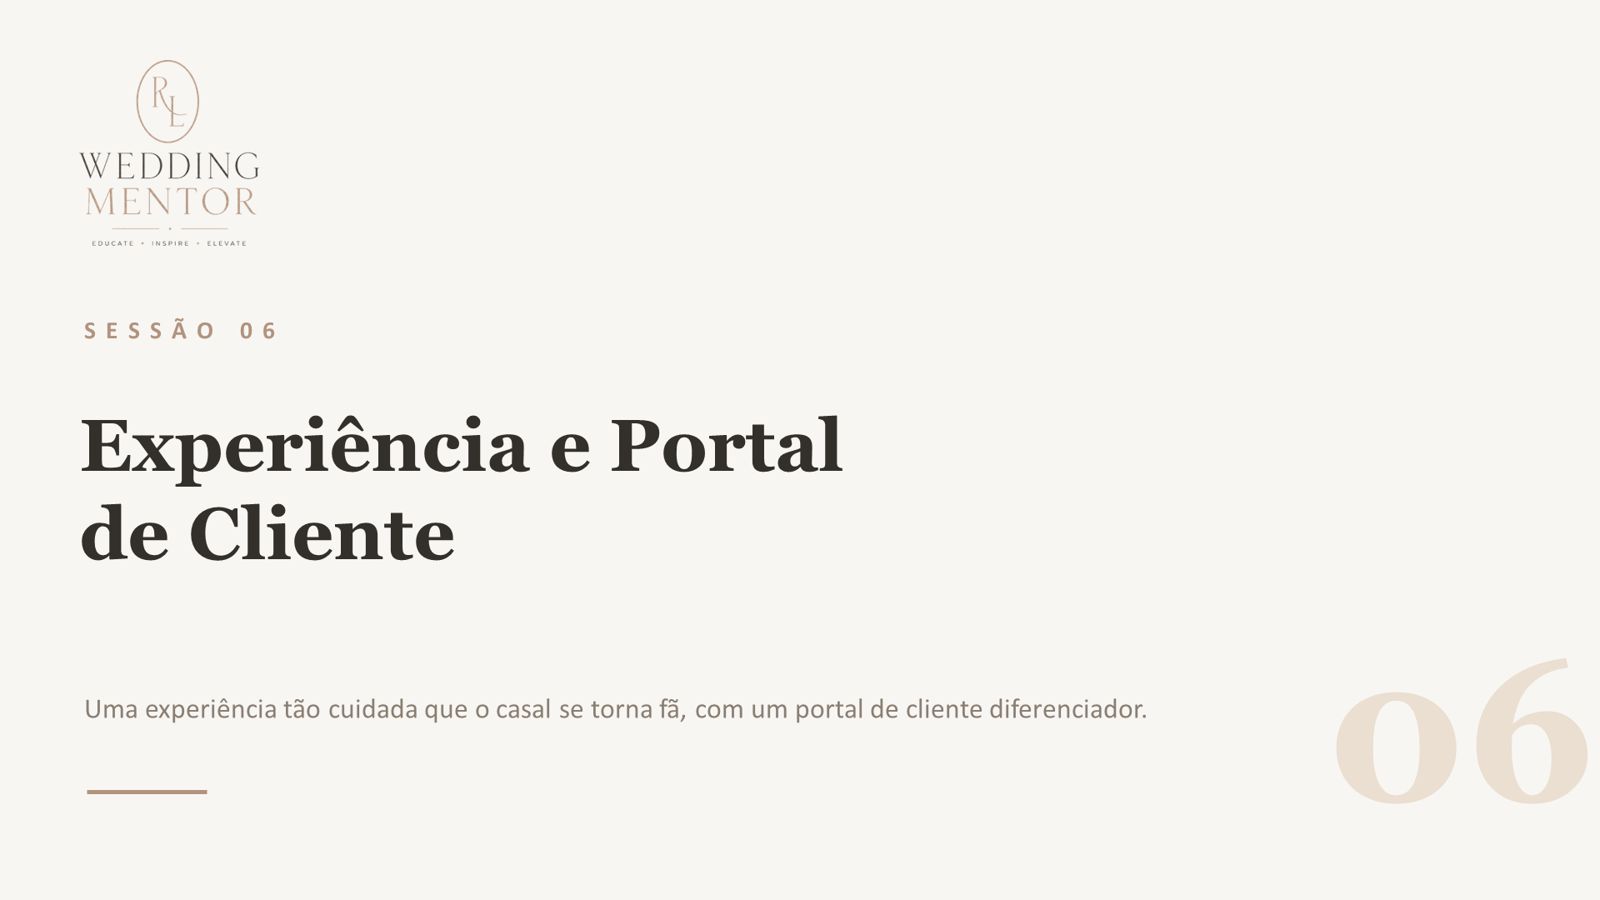 RL
WEDDING
MENTOR
EDUCATE • INSPIRE • ELEVATE
SESSÃO 06
Experiência e Portal
de Cliente
Uma experiência tão cuidada que o casal se torna fã, com um portal de cliente diferenciador.
06